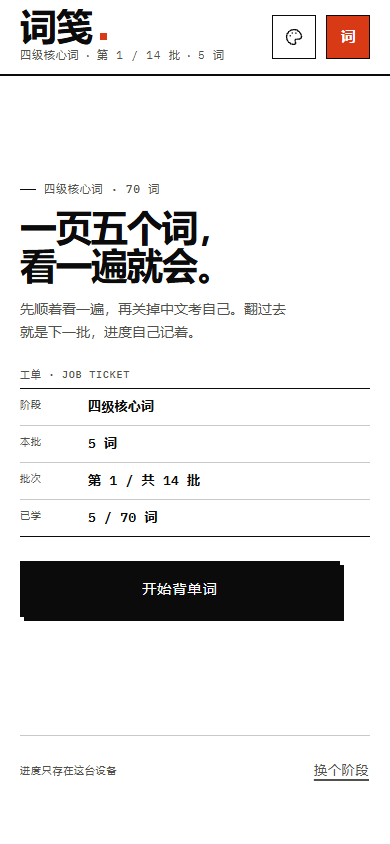 词笺.
四级核心词 · 第 1 / 14 批 · 5 词
词
四级核心词 · 70 词
一页五个词，
看一遍就会。
先顺着看一遍，再关掉中文考自己。翻过去
就是下一批，进度自己记着。
工单 · JOB TICKET
阶段 四级核心词
本批 5 词
批次 第 1 / 共 14 批
已学 5 / 70 词
开始背单词
进度只存在这台设备
换个阶段